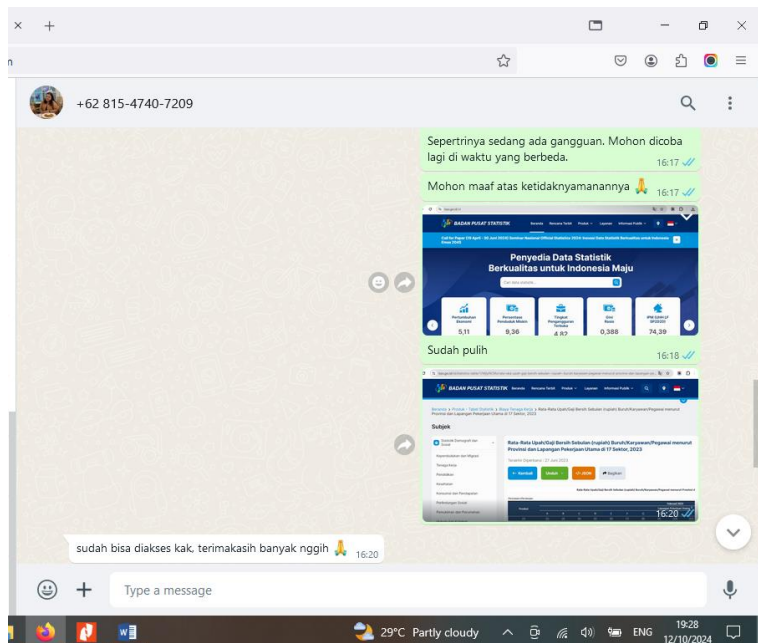 +62 815-4740-7209
Sepertrinya sedang ada gangguan. Mohon dicoba
lagi di waktu yang berbeda.
16:17
Mohon maaf atas ketidaknyamanannya 🙏
16:17
BADAN PUSAT STATISTIK
Penyedia Data Statistik
Berkualitas untuk Indonesia Maju
5,11
9,36
4,82
0,388
74,39
Sudah pulih
16:18
BADAN PUSAT STATISTIK
Subjek
Rata-Rata Upah/Gaji Bersih Sebulan (rupiah) Buruh/Karyawan/Pegawai menurut
Provinsi dan Lapangan Pekerjaan Utama di 17 Sektor, 2023
16:20
sudah bisa diakses kak, terimakasih banyak nggih 🙏
16:20
Type a message
29°C Partly cloudy
ENG
19:28
12/10/2024